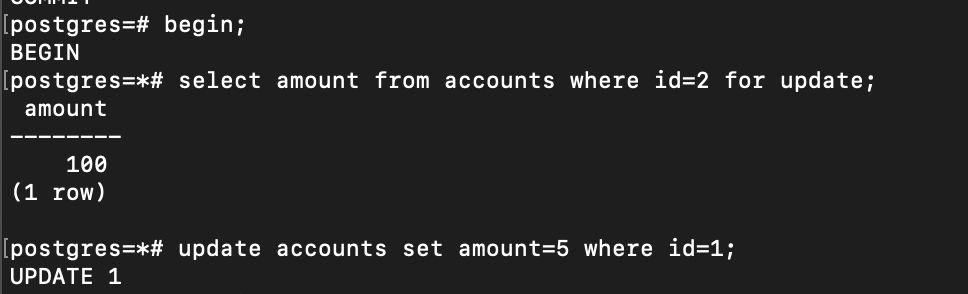 COMMIT
[postgres=# begin;
BEGIN
[postgres=*# select amount from accounts where id=2 for update;
 amount
--------
    100
(1 row)
[postgres=*# update accounts set amount=5 where id=1;
UPDATE 1